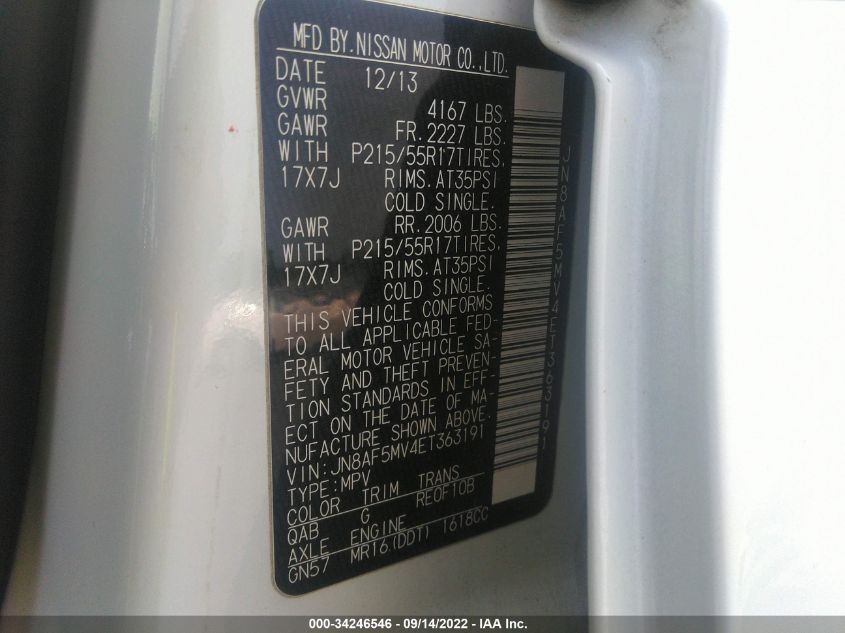 MFD BY.NISSAN MOTOR CO.,LTD.
DATE 12/13
GVWR 4167 LBS.
GAWR FR.2227 LBS.
WITH P215/55R17TIRES.
17X7J RIMS.AT35PSI
COLD SINGLE.
GAWR RR.2006 LBS.
WITH P215/55R17TIRES.
17X7J RIMS.AT35PSI
COLD SINGLE.
THIS VEHICLE CONFORMS
TO ALL APPLICABLE FED-
ERAL MOTOR VEHICLE SA-
FETY AND THEFT PREVEN-
TION STANDARDS IN EFF-
ECT ON THE DATE OF MA-
NUFACTURE SHOWN ABOVE.
VIN:JN8AF5MV4ET363191
TYPE:MPV
COLOR TRIM TRANS
QAB G RE0F10B
AXLE ENGINE
GN57 MR16.(DDT) 1618CC
JN8AF5MV4ET363191
000-34246546 - 09/14/2022 - IAA Inc.